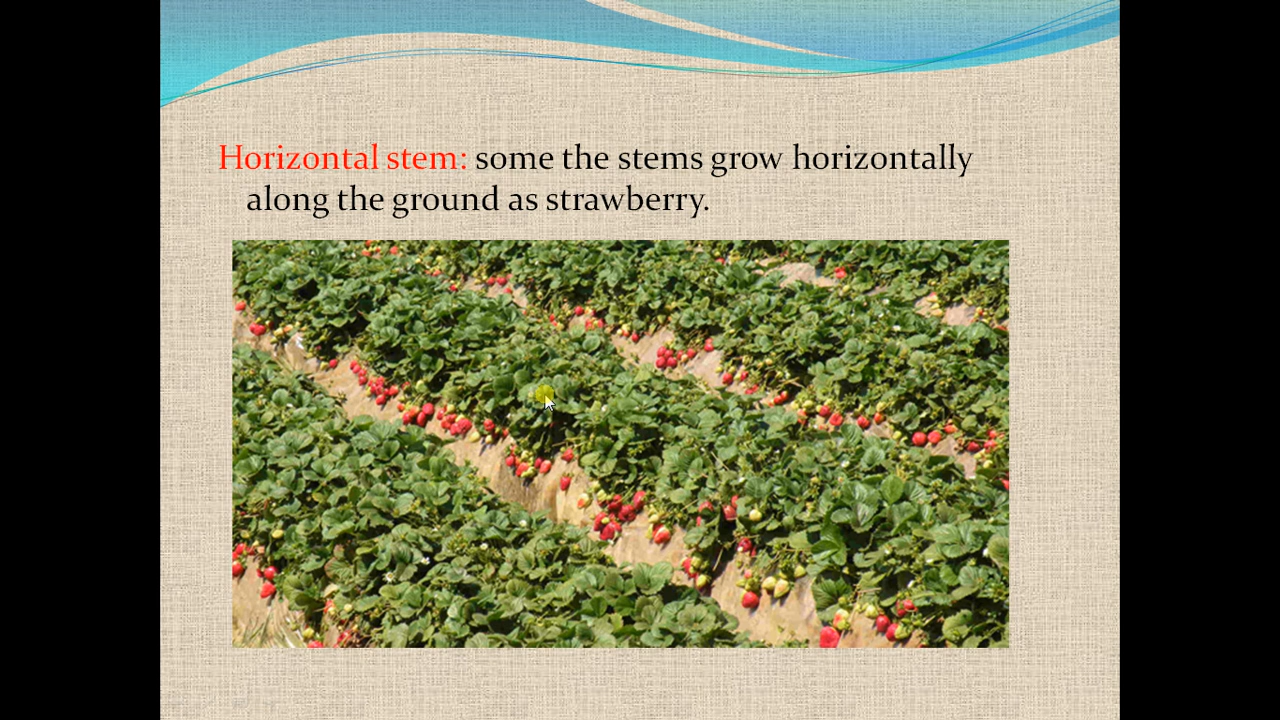 Horizontal stem: some the stems grow horizontally
along the ground as strawberry.